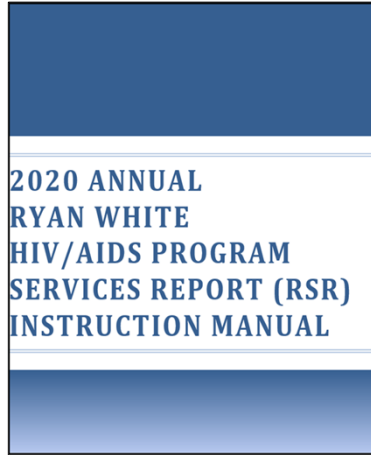 2020 ANNUAL
RYAN WHITE
HIV/AIDS PROGRAM
SERVICES REPORT (RSR)
INSTRUCTION MANUAL